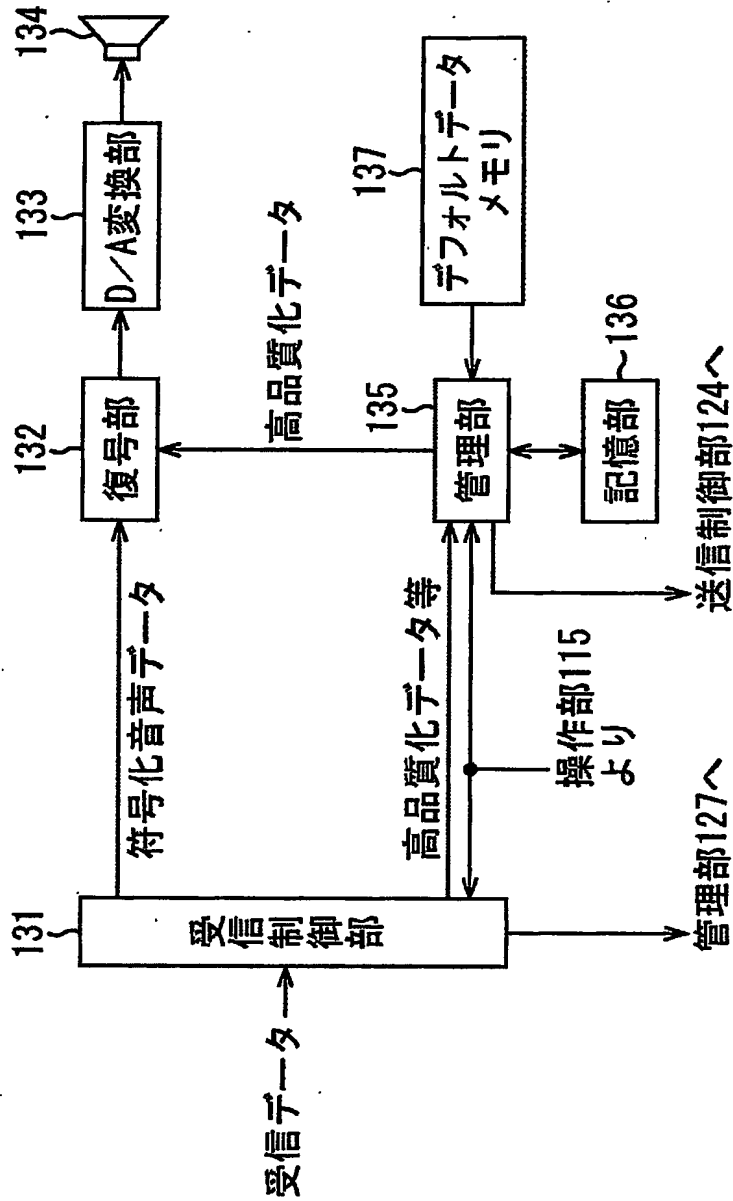 受信データ
131
受信制御部
符号化音声データ
132
復号部
133
D/A変換部
134
高品質化データ
高品質化データ等
135
管理部
137
デフォルトデータ
メモリ
136
記憶部
操作部115
より
管理部127へ
送信制御部124へ